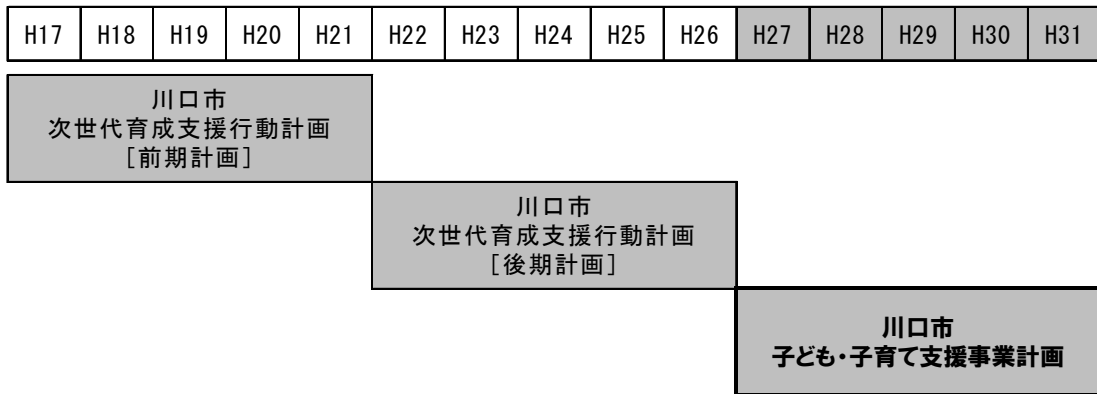 H17 H18 H19 H20 H21 H22 H23 H24 H25 H26 H27 H28 H29 H30 H31
川口市
次世代育成支援行動計画
[前期計画]
川口市
次世代育成支援行動計画
[後期計画]
川口市
子ども・子育て支援事業計画